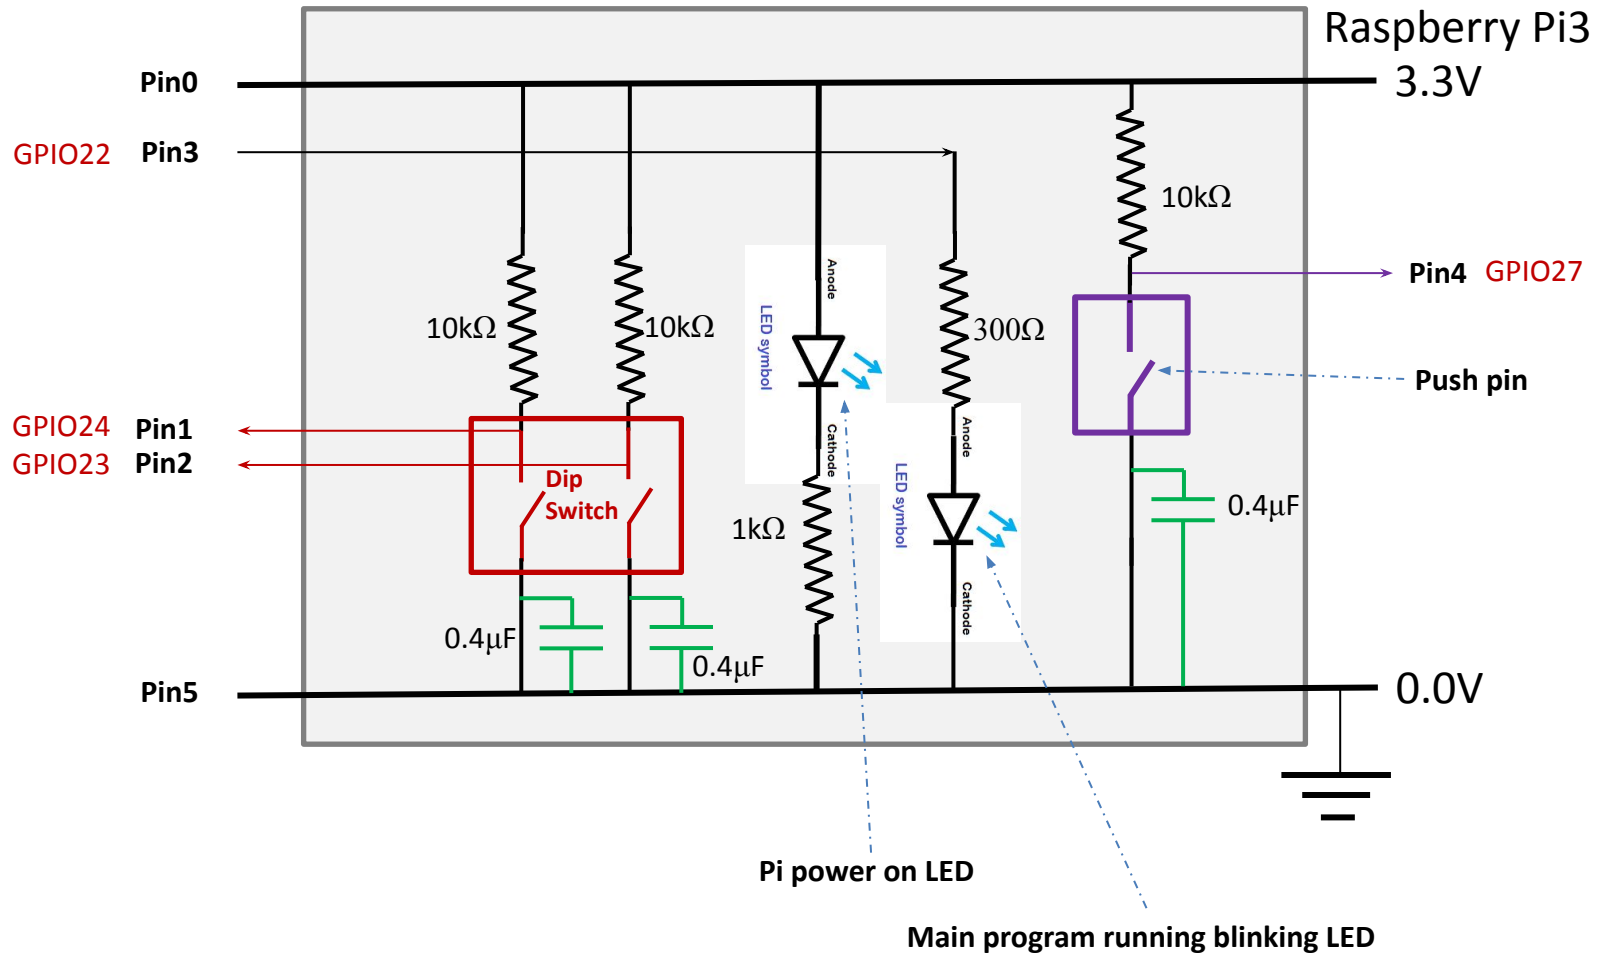 Raspberry Pi3
Pin0
3.3V
GPIO22 Pin3
10kΩ
Anode
LED symbol
Cathode
Pin4 GPIO27
10kΩ
10kΩ
300Ω
Push pin
GPIO24 Pin1
GPIO23 Pin2
Dip
Switch
Anode
LED symbol
Cathode
1kΩ
0.4μF
0.4μF
0.4μF
Pin5
0.0V
Pi power on LED
Main program running blinking LED